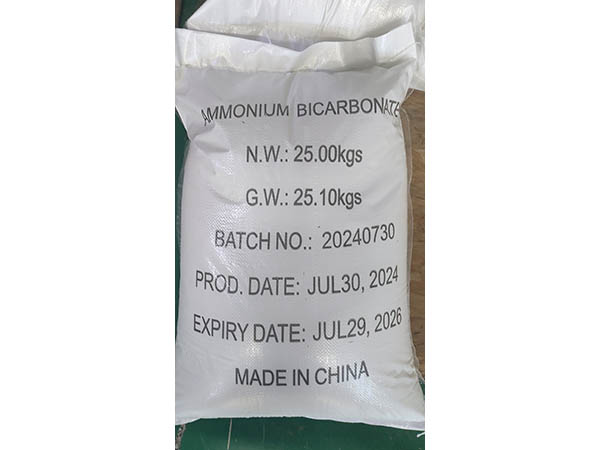 AMMONIUM BICARBONATE
N.W.: 25.00kgs
G.W.: 25.10kgs
BATCH NO.: 20240730
PROD. DATE: JUL30, 2024
EXPIRY DATE: JUL29, 2026
MADE IN CHINA